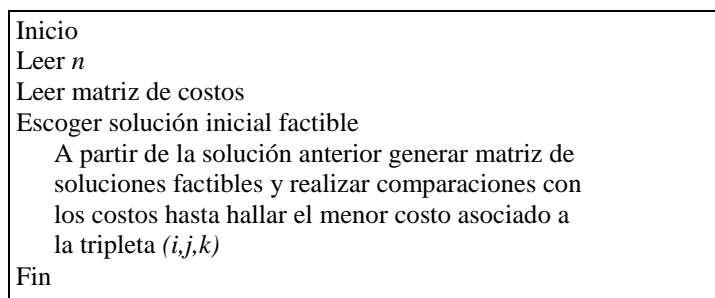 Inicio
Leer n
Leer matriz de costos
Escoger solución inicial factible
A partir de la solución anterior generar matriz de
soluciones factibles y realizar comparaciones con
los costos hasta hallar el menor costo asociado a
la tripleta (i,j,k)
Fin